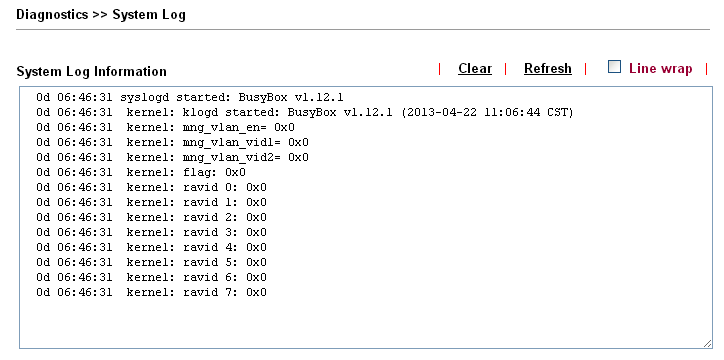 Diagnostics >> System Log
System Log Information | Clear | Refresh | Line wrap |
0d 06:46:31 syslogd started: BusyBox v1.12.1
0d 06:46:31  kernel: klogd started: BusyBox v1.12.1 (2013-04-22 11:06:44 CST)
0d 06:46:31  kernel: mng_vlan_en= 0x0
0d 06:46:31  kernel: mng_vlan_vid1= 0x0
0d 06:46:31  kernel: mng_vlan_vid2= 0x0
0d 06:46:31  kernel: flag: 0x0
0d 06:46:31  kernel: ravid 0: 0x0
0d 06:46:31  kernel: ravid 1: 0x0
0d 06:46:31  kernel: ravid 2: 0x0
0d 06:46:31  kernel: ravid 3: 0x0
0d 06:46:31  kernel: ravid 4: 0x0
0d 06:46:31  kernel: ravid 5: 0x0
0d 06:46:31  kernel: ravid 6: 0x0
0d 06:46:31  kernel: ravid 7: 0x0